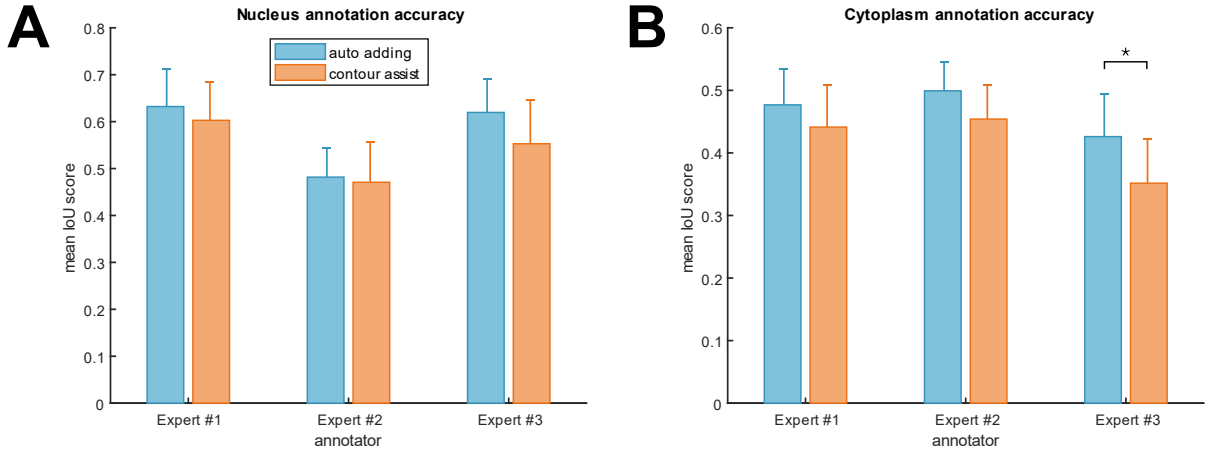 A
Nucleus annotation accuracy
0.8
0.7
0.6
0.5
0.4
0.3
0.2
0.1
0
mean IoU score
auto adding
contour assist
Expert #1
Expert #2
Expert #3
annotator
B
Cytoplasm annotation accuracy
0.6
0.5
0.4
0.3
0.2
0.1
0
mean IoU score
*
Expert #1
Expert #2
Expert #3
annotator